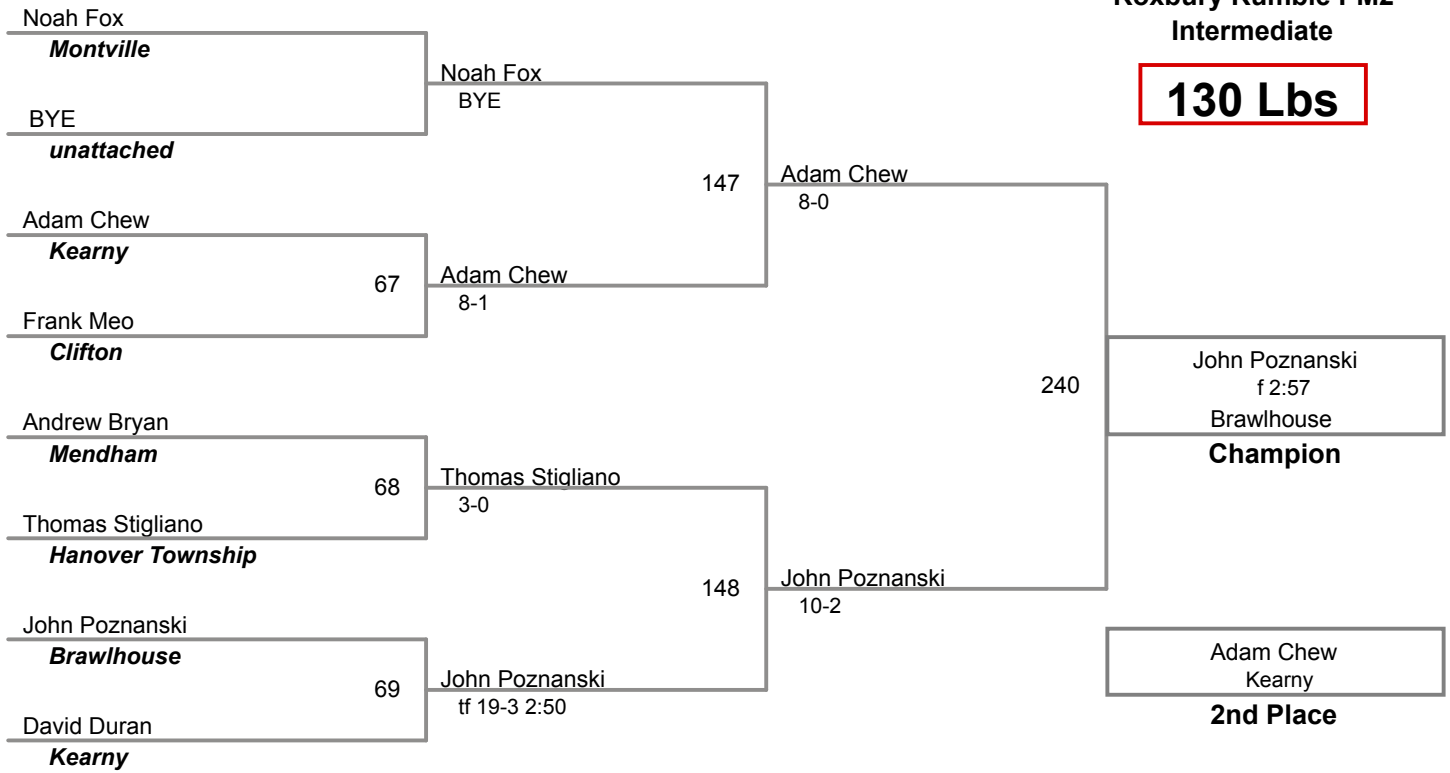 Intermediate
130 Lbs
Noah Fox
Montville
BYE
unattached
Adam Chew
Kearny
Frank Meo
Clifton
Andrew Bryan
Mendham
Thomas Stigliano
Hanover Township
John Poznanski
Brawlhouse
David Duran
Kearny
67
68
69
Noah Fox
BYE
Adam Chew
8-1
Thomas Stigliano
3-0
John Poznanski
tf 19-3 2:50
147
148
Adam Chew
8-0
John Poznanski
10-2
240
John Poznanski
f 2:57
Brawlhouse
Champion
Adam Chew
Kearny
2nd Place